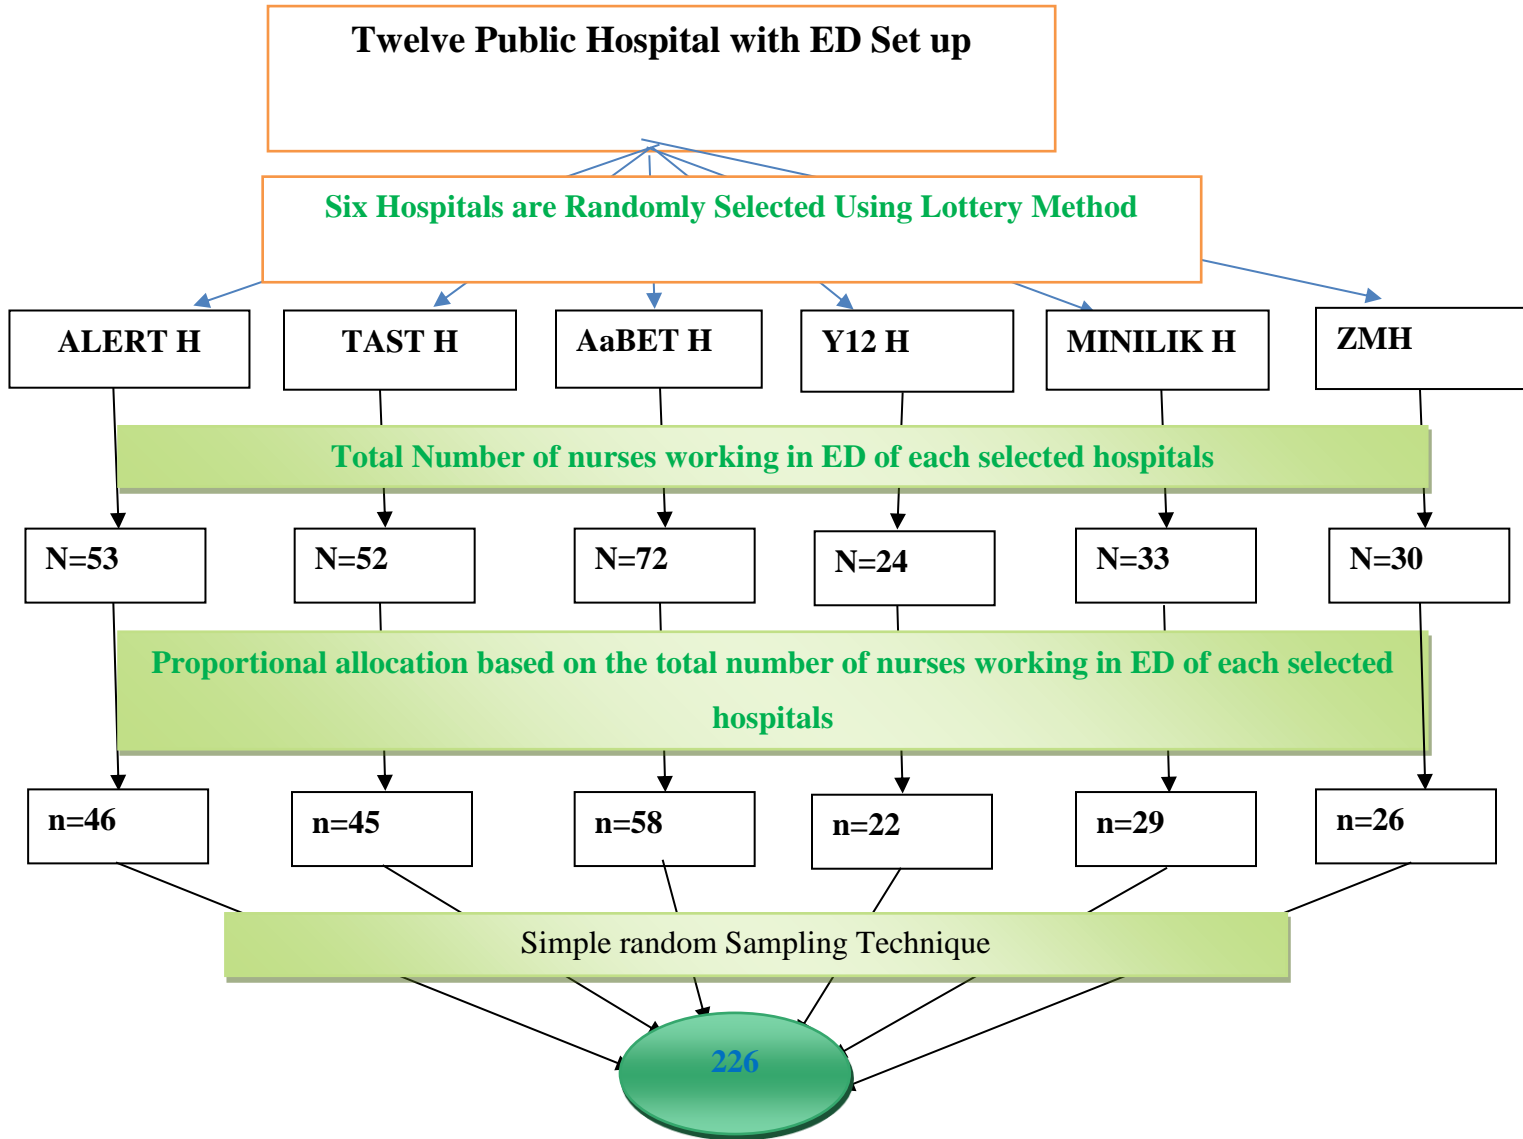 Twelve Public Hospital with ED Set up
Six Hospitals are Randomly Selected Using Lottery Method
ALERT H
TAST H
AaBET H
Y12 H
MINILIK H
ZMH
Total Number of nurses working in ED of each selected hospitals
N=53
N=52
N=72
N=24
N=33
N=30
Proportional allocation based on the total number of nurses working in ED of each selected
hospitals
n=46
n=45
n=58
n=22
n=29
n=26
Simple random Sampling Technique
226